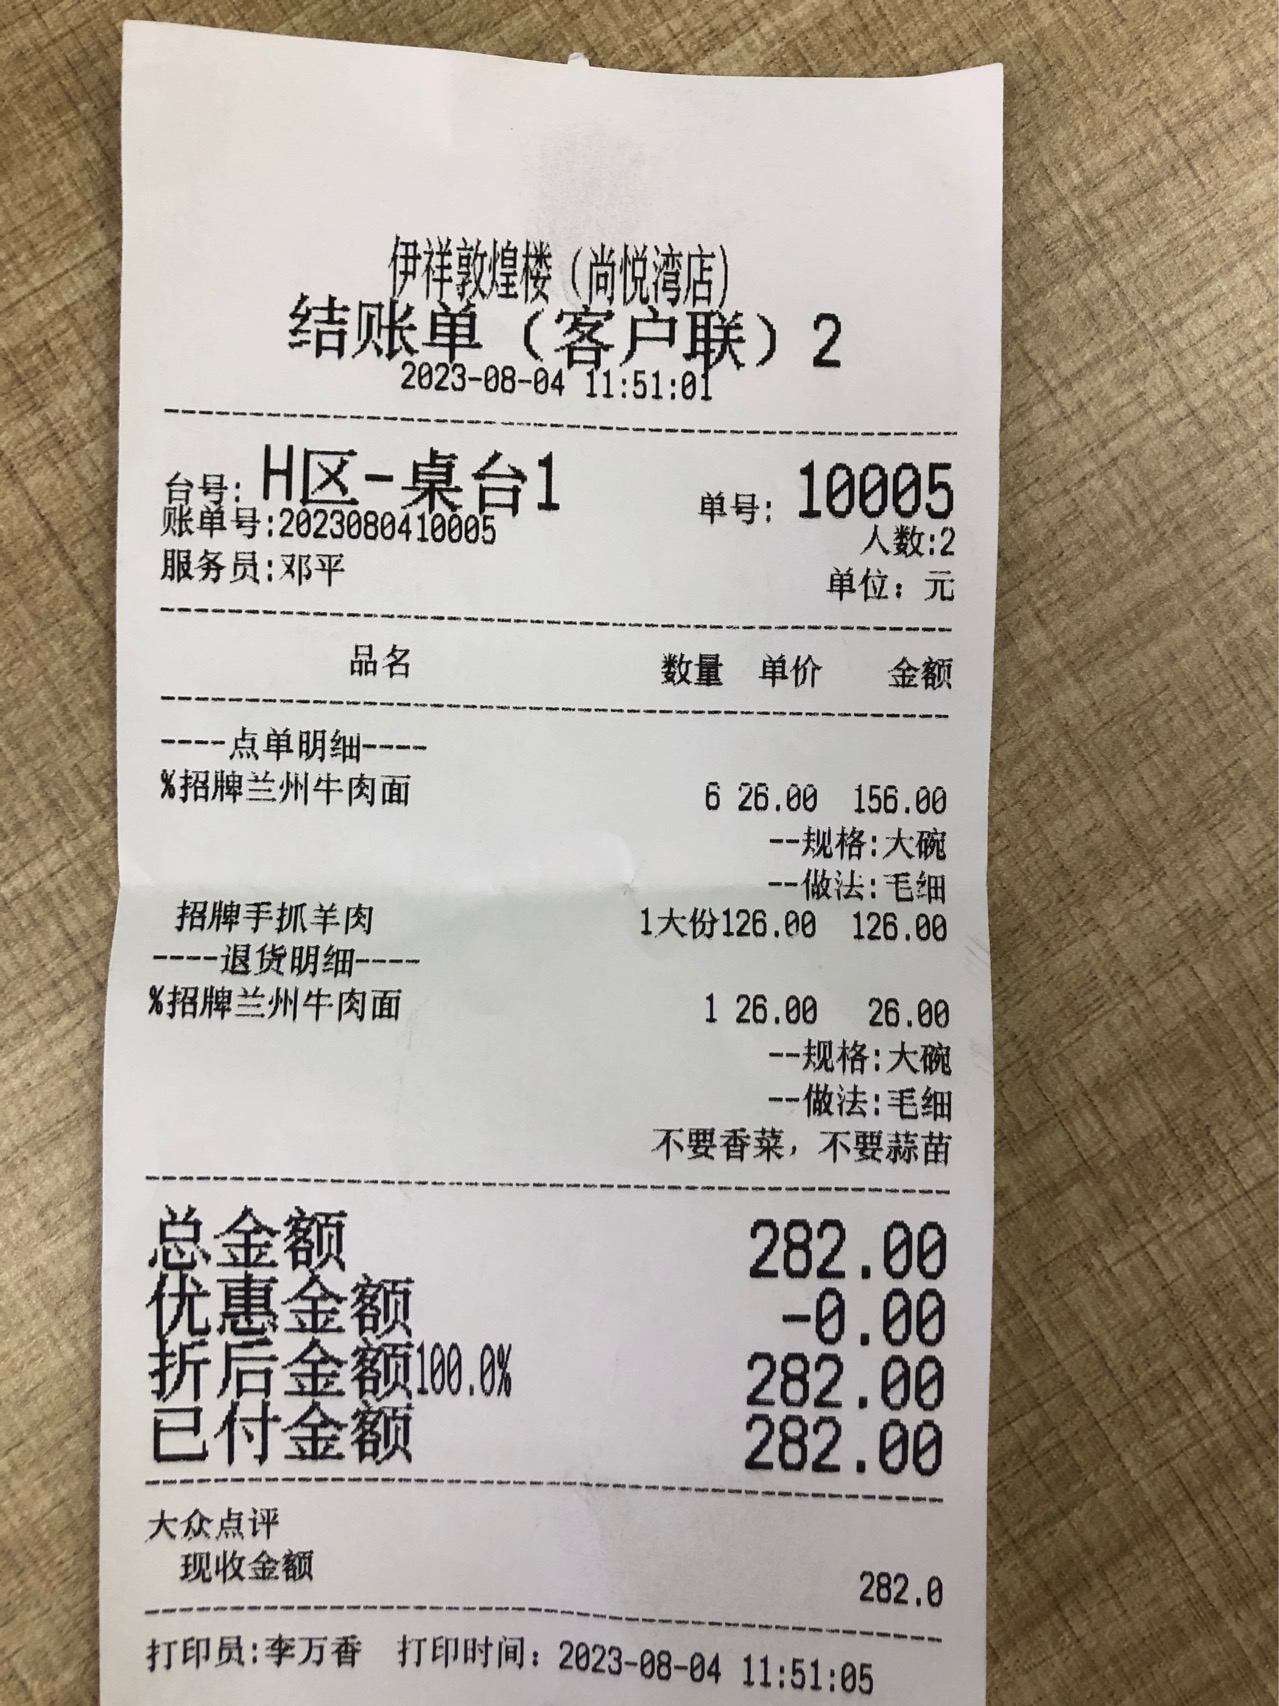 伊祥敦煌楼（尚悦湾店）
结账单（客户联）2
2023-08-04 11:51:01
台号: H区-桌台1 单号: 10005
账单号:2023080410005 人数:2
服务员:邓平 单位：元
品名 数量 单价 金额
----点单明细----
%招牌兰州牛肉面 6 26.00 156.00
--规格:大碗
--做法:毛细
招牌手抓羊肉 1大份126.00 126.00
----退货明细----
%招牌兰州牛肉面 1 26.00 26.00
--规格:大碗
--做法:毛细
不要香菜，不要蒜苗
总金额 282.00
优惠金额 -0.00
折后金额100.0% 282.00
已付金额 282.00
大众点评
现收金额 282.0
打印员:李万香 打印时间：2023-08-04 11:51:05